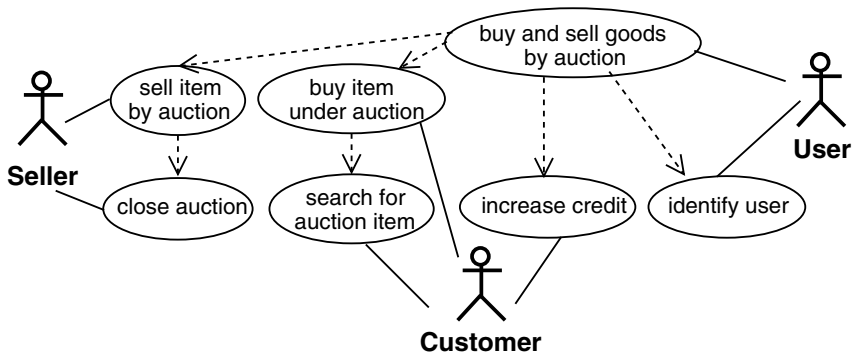 buy and sell goods
by auction
sell item
by auction
buy item
under auction
User
Seller
close auction
search for
auction item
increase credit
identify user
Customer